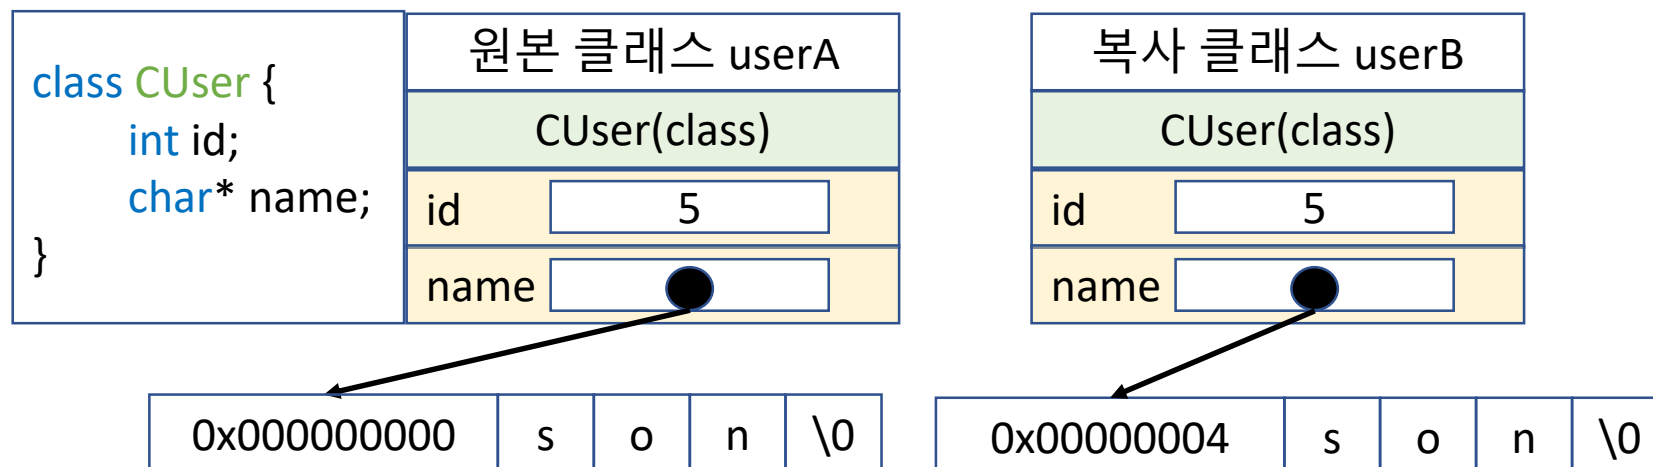 class CUser {
int id;
char* name;
}
원본 클래스 userA
CUser(class)
id 5
name
복사 클래스 userB
CUser(class)
id 5
name
0x000000000 s o n \0
0x00000004 s o n \0